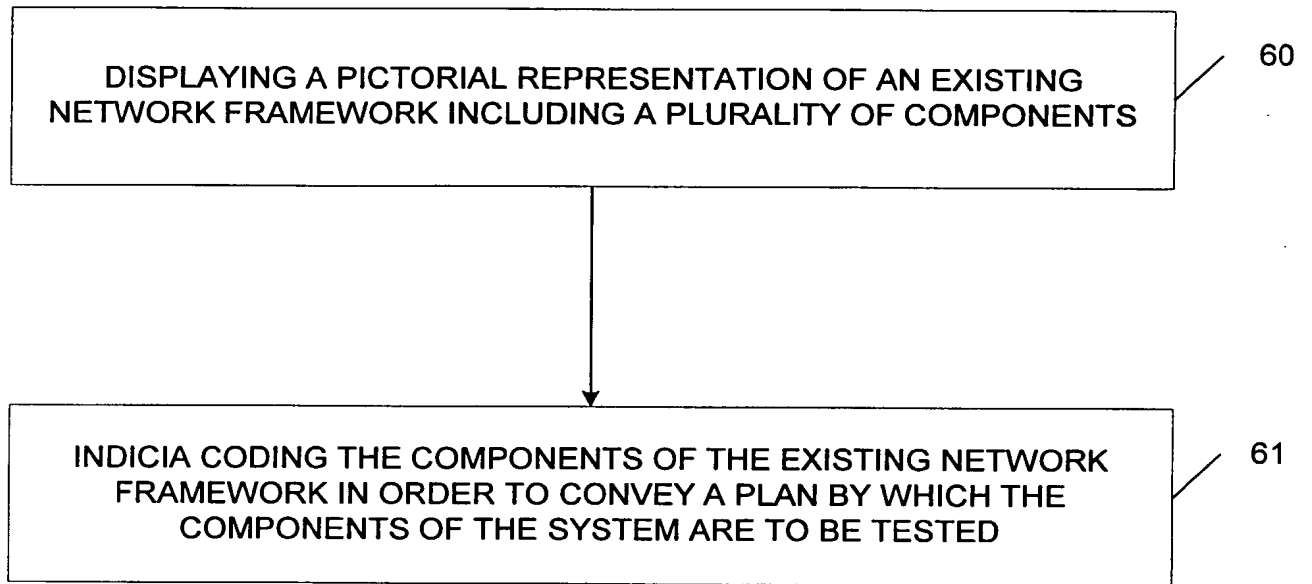 DISPLAYING A PICTORIAL REPRESENTATION OF AN EXISTING
NETWORK FRAMEWORK INCLUDING A PLURALITY OF COMPONENTS
60
INDICIA CODING THE COMPONENTS OF THE EXISTING NETWORK
FRAMEWORK IN ORDER TO CONVEY A PLAN BY WHICH THE
COMPONENTS OF THE SYSTEM ARE TO BE TESTED
61